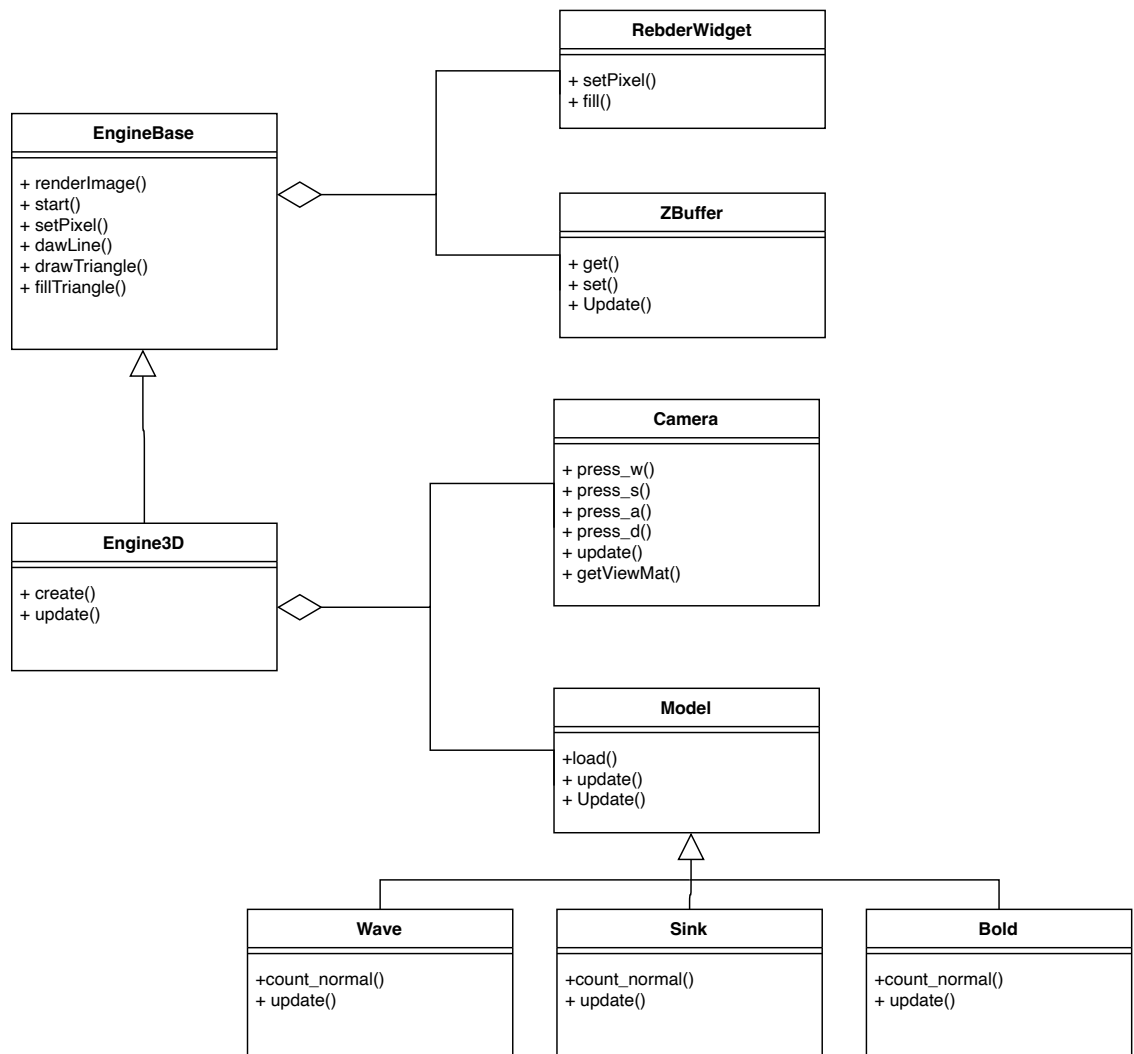 RebderWidget
+ setPixel()
+ fill()
EngineBase
+ renderImage()
+ start()
+ setPixel()
+ dawLine()
+ drawTriangle()
+ fillTriangle()
ZBuffer
+ get()
+ set()
+ Update()
Camera
+ press_w()
+ press_s()
+ press_a()
+ press_d()
+ update()
+ getViewMat()
Engine3D
+ create()
+ update()
Model
+load()
+ update()
+ Update()
Wave
+count_normal()
+ update()
Sink
+count_normal()
+ update()
Bold
+count_normal()
+ update()